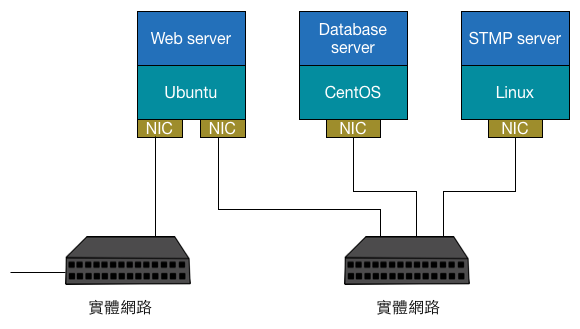 Web server
Database
server
STMP server
Ubuntu
CentOS
Linux
NIC
NIC
NIC
NIC
實體網路
實體網路